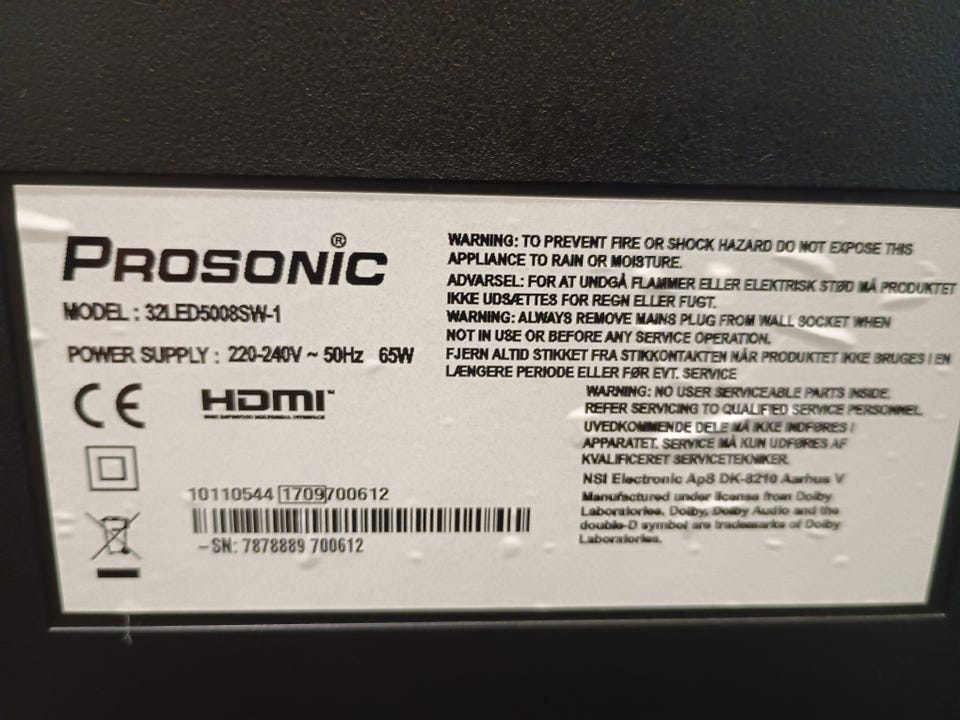 PROSONIC®
MODEL : 32LED5008SW-1
POWER SUPPLY : 220-240V ~ 50Hz 65W
CE HDMI™
10110544 1709700612
SN: 7878889 700612
WARNING: TO PREVENT FIRE OR SHOCK HAZARD DO NOT EXPOSE THIS
APPLIANCE TO RAIN OR MOISTURE.
ADVARSEL: FOR AT UNDGÅ FLAMMER ELLER ELEKTRISK STØD MÅ PRODUKTET
IKKE UDSÆTTES FOR REGN ELLER FUGT.
WARNING: ALWAYS REMOVE MAINS PLUG FROM WALL SOCKET WHEN
NOT IN USE OR BEFORE ANY SERVICE OPERATION.
FJERN ALTID STIKKET FRA STIKKONTAKTEN NÅR PRODUKTET IKKE BRUGES I EN
LÆNGERE PERIODE ELLER FØR EVT. SERVICE
WARNING: NO USER SERVICEABLE PARTS INSIDE.
REFER SERVICING TO QUALIFIED SERVICE PERSONNEL.
UVEDKOMMENDE DELE MÅ IKKE INDFØRES I
APPARATET. SERVICE MÅ KUN UDFØRES AF
KVALIFICERET SERVICETEKNIKER.
NSI Electronic ApS DK-8210 Aarhus V
Manufactured under license from Dolby
Laboratories. Dolby, Dolby Audio and the
double-D symbol are trademarks of Dolby
Laboratories.